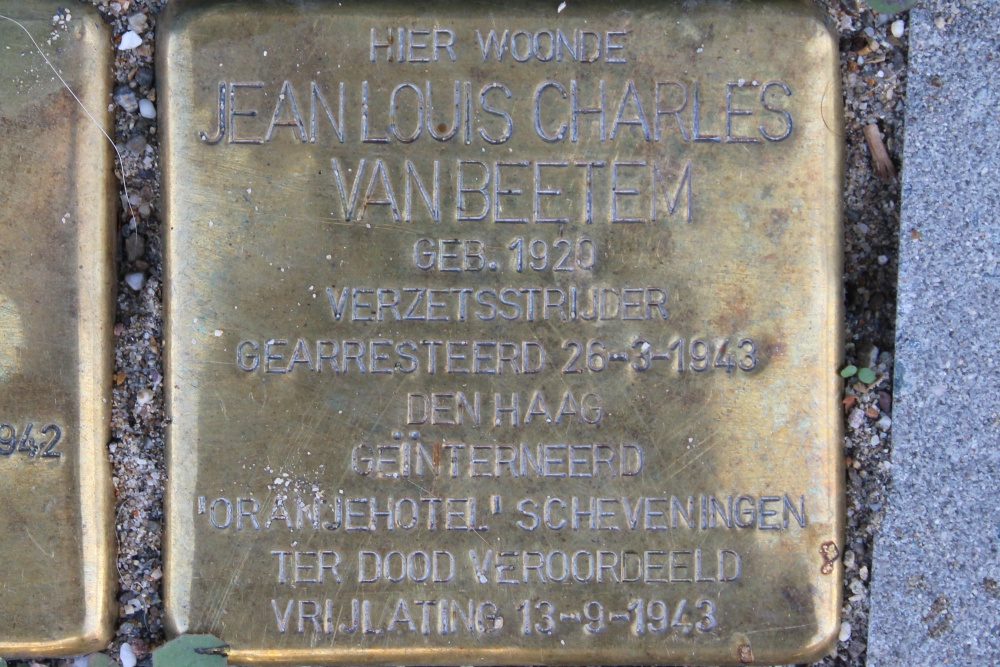 HIER WOONDE
JEAN LOUIS CHARLES
VAN BEETEM
GEB. 1920
VERZETSSTRIJDER
GEARRESTEERD 26-3-1943
DEN HAAG
GEÏNTERNEERD
'ORANJEHOTEL' SCHEVENINGEN
TER DOOD VEROORDEELD
VRIJLATING 13-9-1943
942